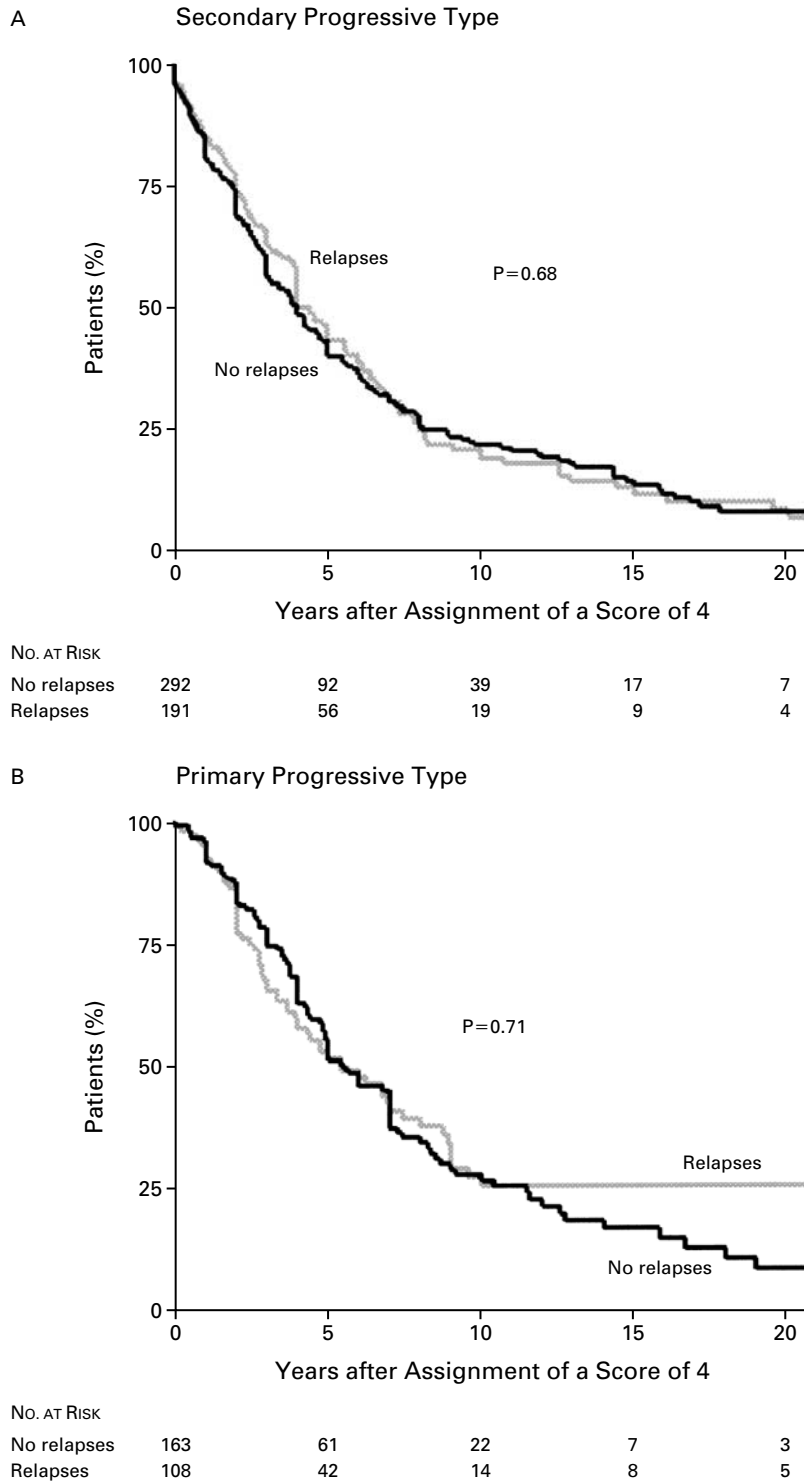 A Secondary Progressive Type
100
75
50
25
0
Patients (%)
Relapses
P=0.68
No relapses
0 5 10 15 20
Years after Assignment of a Score of 4
NO. AT RISK
No relapses 292 92 39 17 7
Relapses 191 56 19 9 4
B Primary Progressive Type
100
75
50
25
0
Patients (%)
P=0.71
Relapses
No relapses
0 5 10 15 20
Years after Assignment of a Score of 4
NO. AT RISK
No relapses 163 61 22 7 3
Relapses 108 42 14 8 5